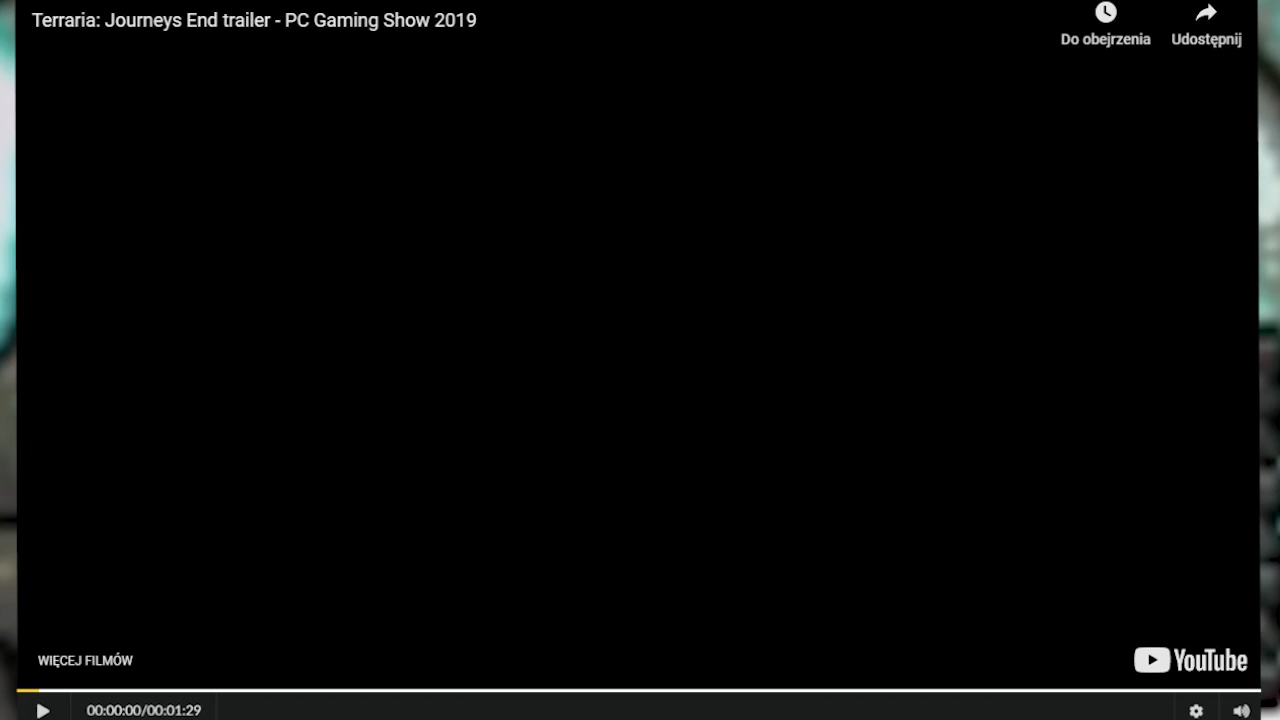 Terraria: Journeys End trailer - PC Gaming Show 2019
Do obejrzenia
Udostępnij
WIĘCEJ FILMÓW
YouTube
00:00:00/00:01:29